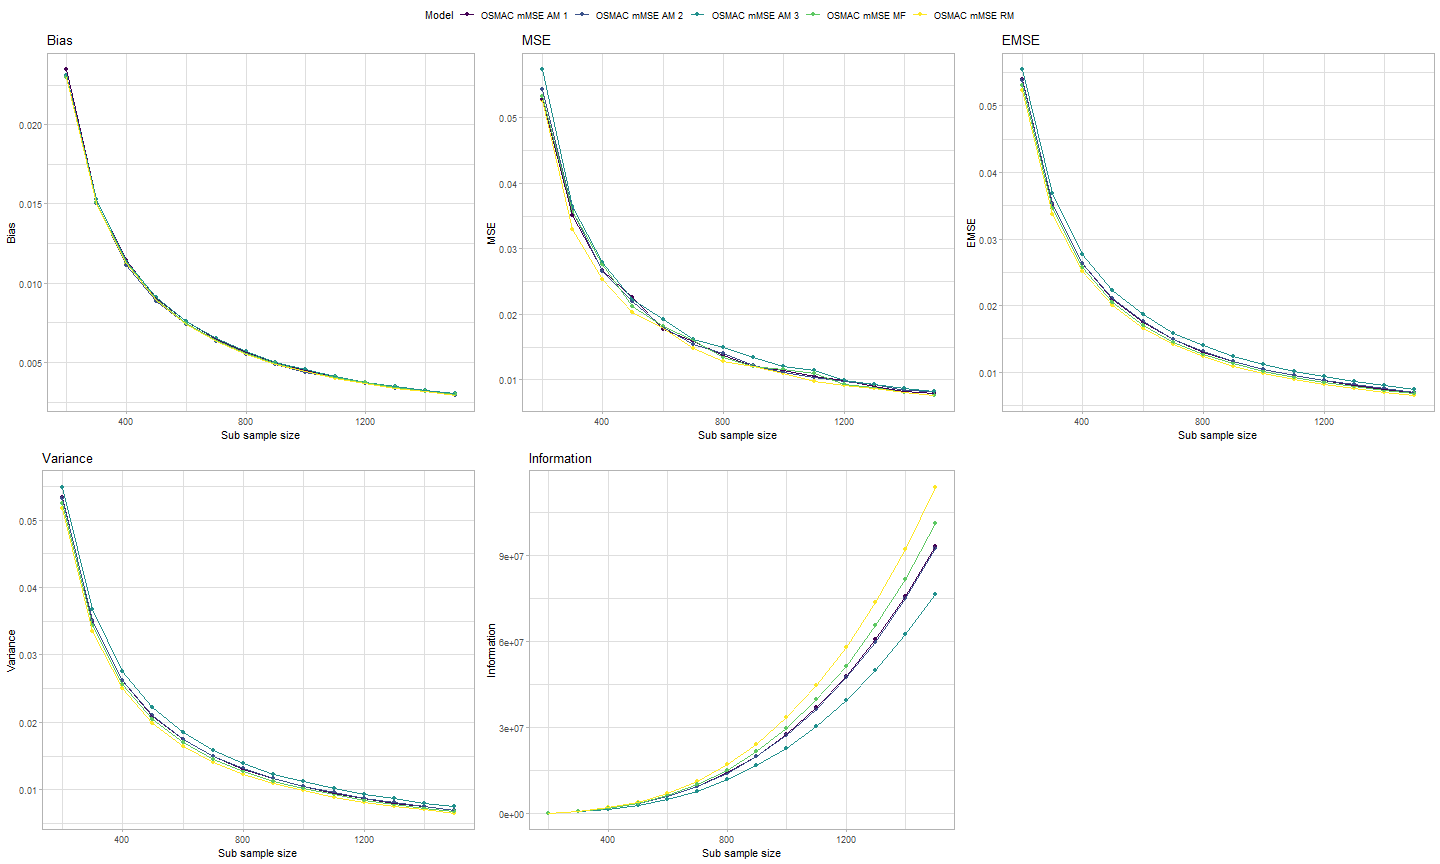 Model OSMAC mMSE AM 1 OSMAC mMSE AM 2 OSMAC mMSE AM 3 OSMAC mMSE MF OSMAC mMSE RM
Bias
0.020
0.015
0.010
0.005
Bias
400 1200
Sub sample size
MSE
0.05
0.04
0.03
0.02
0.01
MSE
400 1200
Sub sample size
EMSE
0.05
0.04
0.03
0.02
0.01
EMSE
400 1200
Sub sample size
Variance
0.05
0.04
0.03
0.02
0.01
Variance
400 800 1200
Sub sample size
Information
9e+07
6e+07
3e+07
0e+00
Information
400 800 1200
Sub sample size